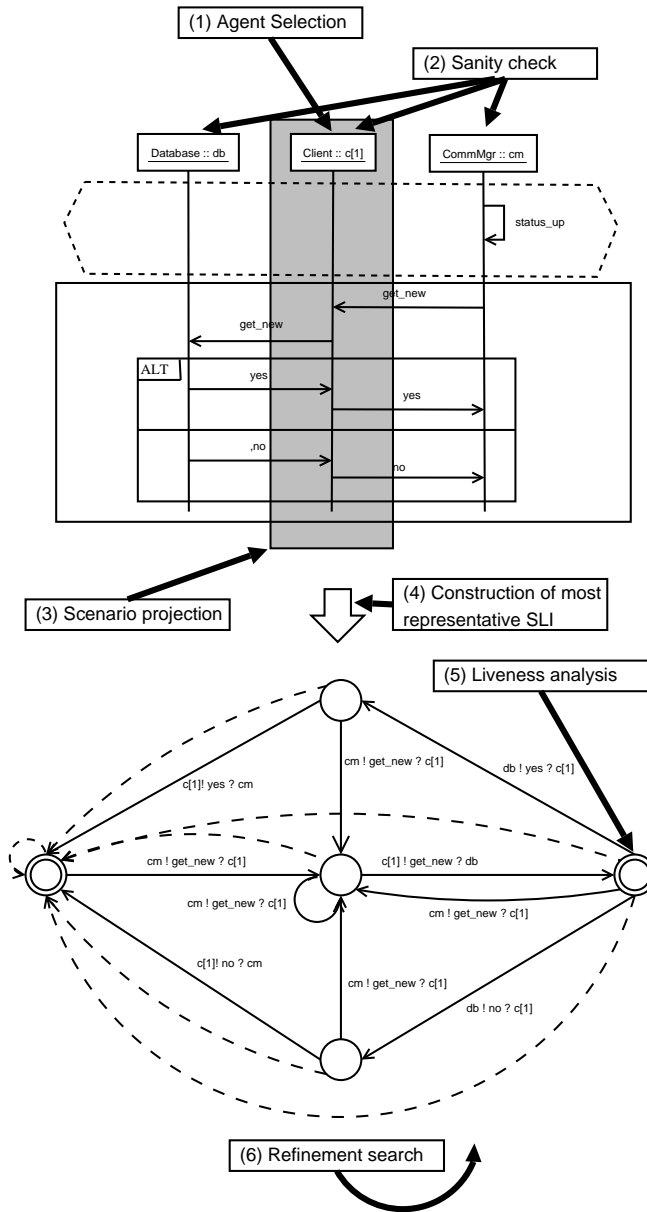 (1) Agent Selection
(2) Sanity check
Database :: db
Client :: c[1]
CommMgr :: cm
status_up
get_new
get_new
ALT
yes
yes
,no
no
(3) Scenario projection
(4) Construction of most
representative SLI
(5) Liveness analysis
c[1]! yes ? cm
cm ! get_new ? c[1]
db ! yes ? c[1]
cm ! get_new ? c[1]
c[1] ! get_new ? db
cm ! get_new ? c[1]
cm ! get_new ? c[1]
c[1]! no ? cm
cm ! get_new ? c[1]
db ! no ? c[1]
(6) Refinement search